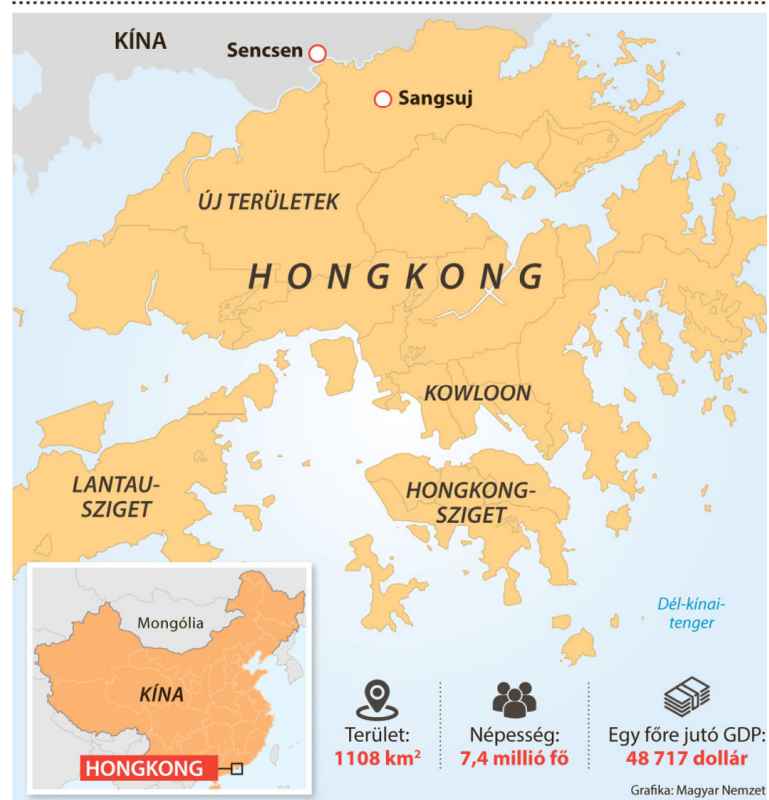 KÍNA
Sencsen
Sangsuj
ÚJ TERÜLETEK
HONGKONG
KOWLOON
LANTAU-
SZIGET
HONGKONG-
SZIGET
Dél-kínai-
tenger
Mongólia
KÍNA
HONGKONG
Terület:
1108 km²
Népesség:
7,4 millió fő
Egy főre jutó GDP:
48 717 dollár
Grafika: Magyar Nemzet